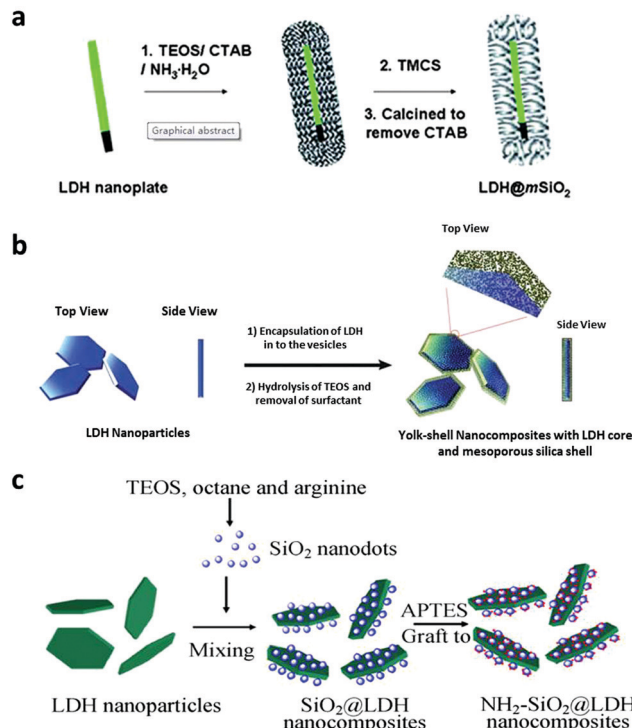 a
1. TEOS/ CTAB
/ NH₃·H₂O
2. TMCS
3. Calcined to
remove CTAB
Graphical abstract
LDH nanoplate
LDH@mSiO₂
b
Top View
Top View
Side View
1) Encapsulation of LDH
in to the vesicles
2) Hydrolysis of TEOS and
removal of surfactant
Side View
LDH Nanoparticles
Yolk-shell Nanocomposites with LDH core
and mesoporous silica shell
c
TEOS, octane and arginine
SiO₂ nanodots
Mixing
APTES
Graft to
LDH nanoparticles
SiO₂@LDH
nanocomposites
NH₂-SiO₂@LDH
nanocomposites